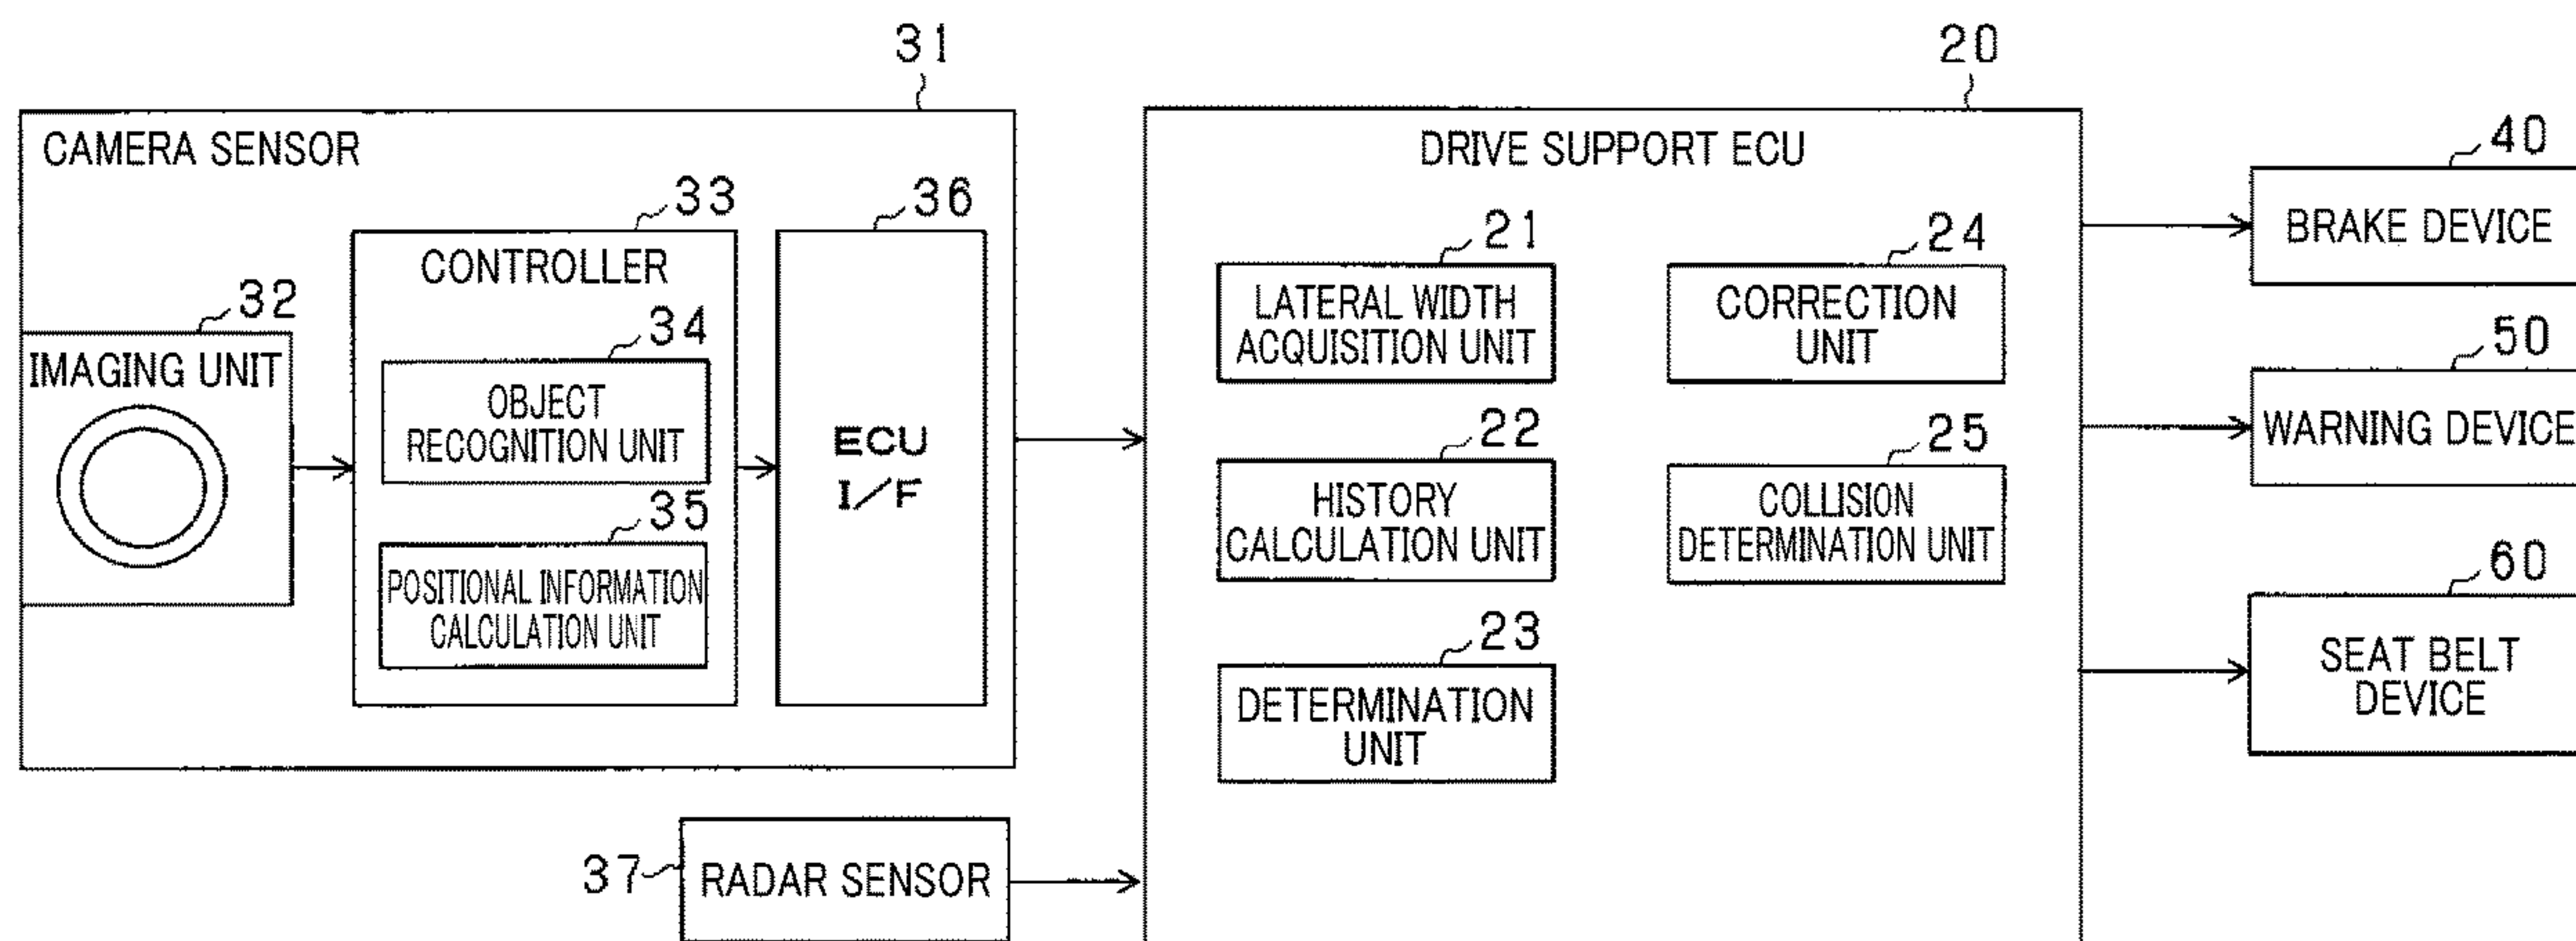 31
CAMERA SENSOR
32
IMAGING UNIT
33
CONTROLLER
34
OBJECT
RECOGNITION UNIT
35
POSITIONAL INFORMATION
CALCULATION UNIT
36
ECU
I/F
37
RADAR SENSOR
20
DRIVE SUPPORT ECU
21
LATERAL WIDTH
ACQUISITION UNIT
22
HISTORY
CALCULATION UNIT
23
DETERMINATION
UNIT
24
CORRECTION
UNIT
25
COLLISION
DETERMINATION UNIT
40
BRAKE DEVICE
50
WARNING DEVICE
60
SEAT BELT
DEVICE